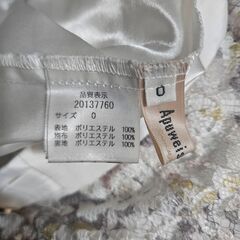 品質表示
20137760
サイズ 0
表地 ポリエステル 100%
別布 ポリエステル 100%
裏地 ポリエステル 100%
0
Apuweis